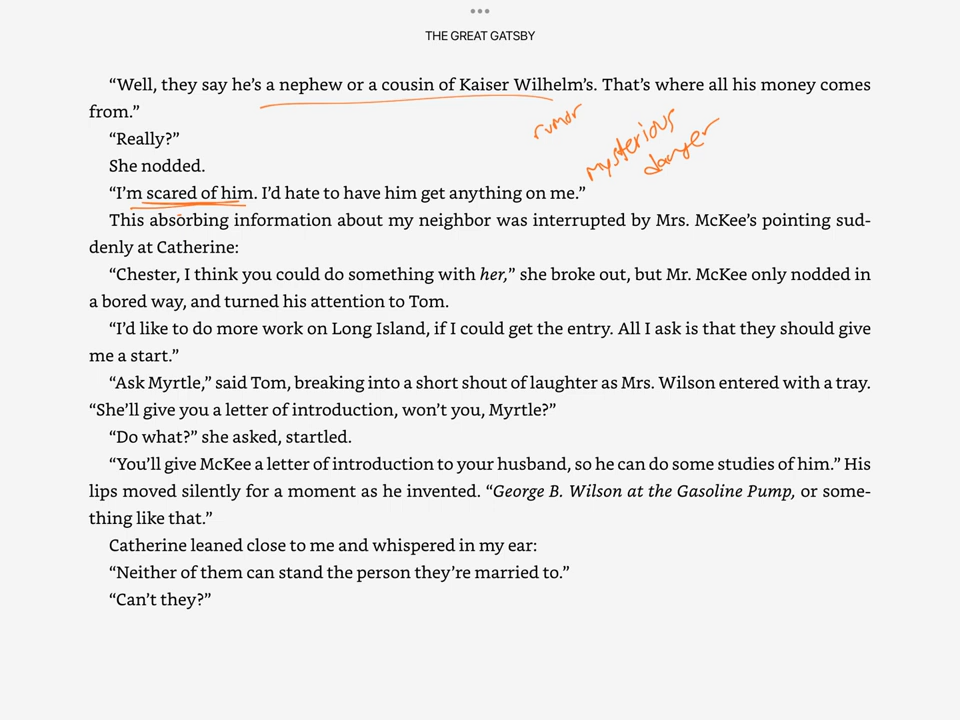 THE GREAT GATSBY
“Well, they say he’s a nephew or a cousin of Kaiser Wilhelm’s. That’s where all his money comes
from.”
rumor
“Really?”
mysterious
danger
She nodded.
“I’m scared of him. I’d hate to have him get anything on me.”
This absorbing information about my neighbor was interrupted by Mrs. McKee’s pointing sud-
denly at Catherine:
“Chester, I think you could do something with her,” she broke out, but Mr. McKee only nodded in
a bored way, and turned his attention to Tom.
“I’d like to do more work on Long Island, if I could get the entry. All I ask is that they should give
me a start.”
“Ask Myrtle,” said Tom, breaking into a short shout of laughter as Mrs. Wilson entered with a tray.
“She’ll give you a letter of introduction, won’t you, Myrtle?”
“Do what?” she asked, startled.
“You’ll give McKee a letter of introduction to your husband, so he can do some studies of him.” His
lips moved silently for a moment as he invented. “George B. Wilson at the Gasoline Pump, or some-
thing like that.”
Catherine leaned close to me and whispered in my ear:
“Neither of them can stand the person they’re married to.”
“Can’t they?”